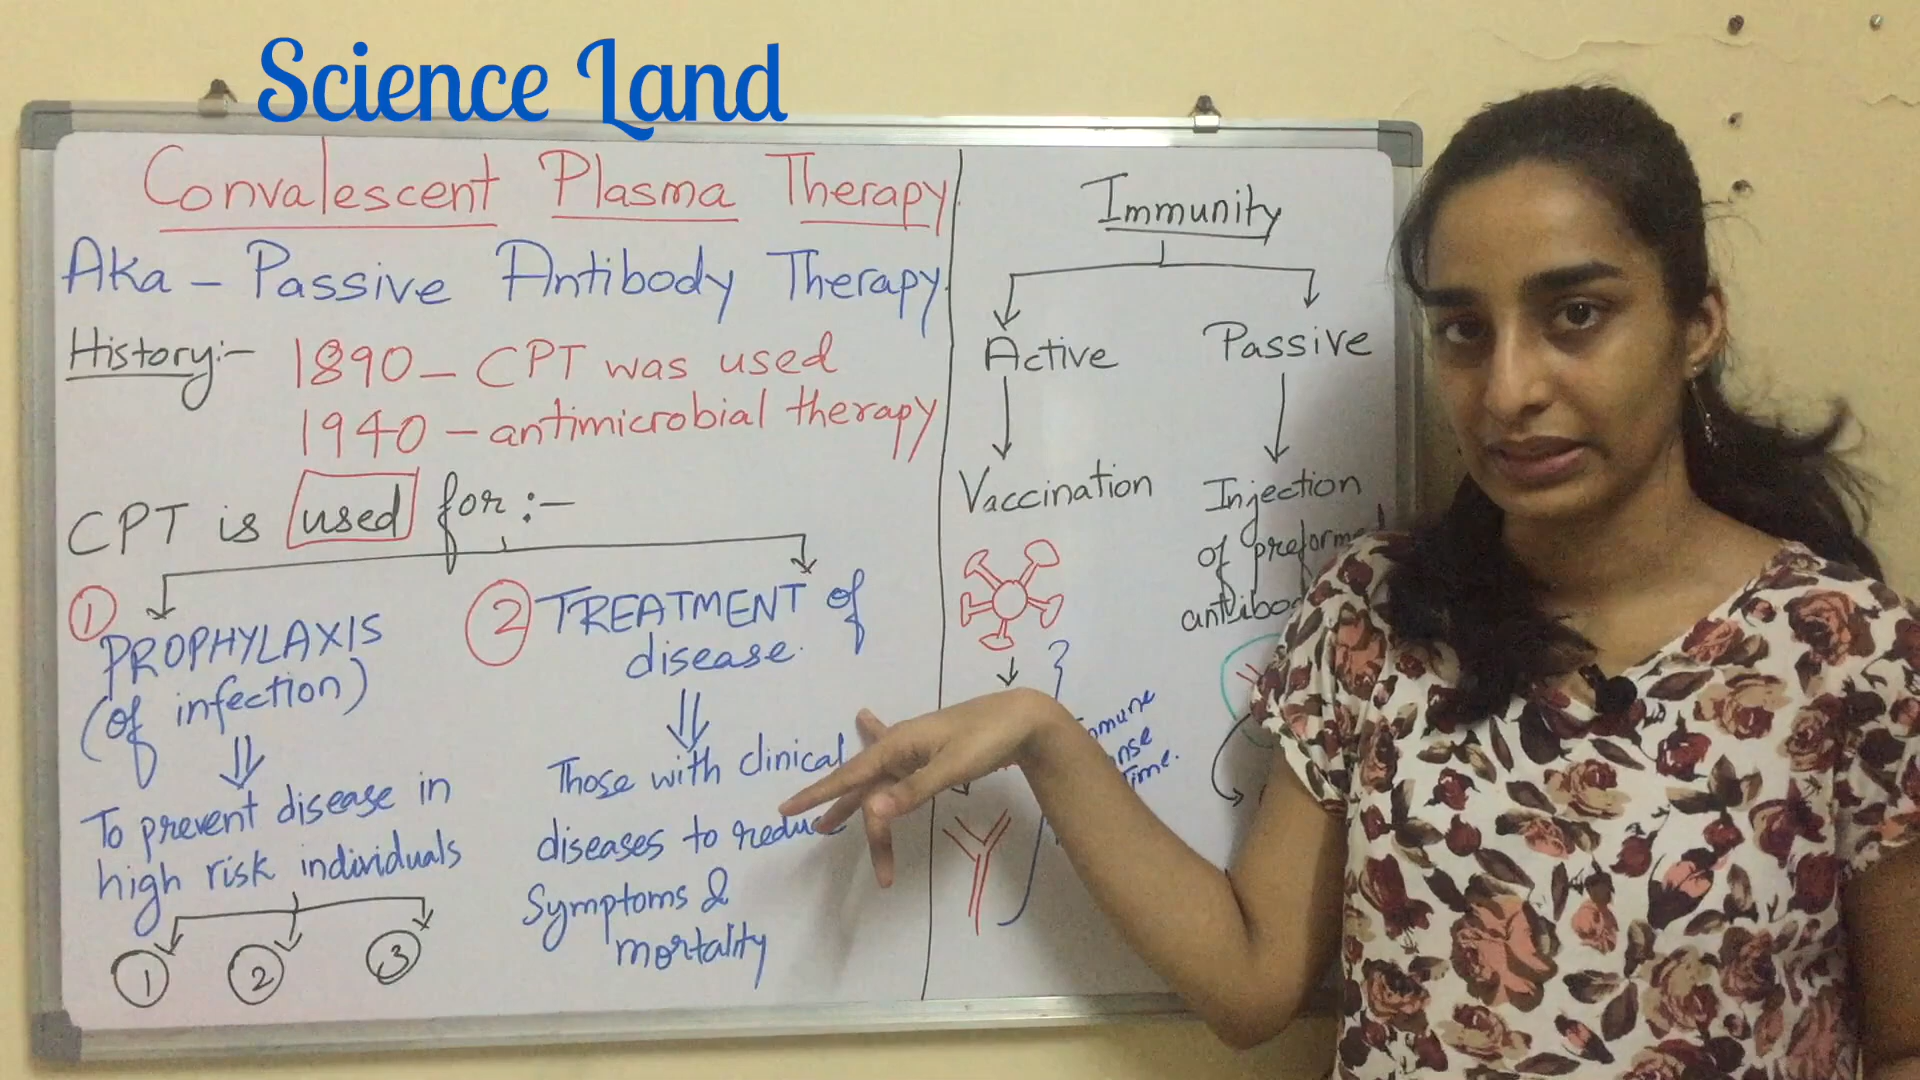 Science Land
Convalescent Plasma Therapy
Aka - Passive Antibody Therapy
History:- 1890 - CPT was used
1940 - antimicrobial therapy
CPT is used for :-
1
PROPHYLAXIS
(of infection)
To prevent disease in
high risk individuals
1 2 3
2 TREATMENT of
disease.
Those with clinical
diseases to reduce
Symptoms &
mortality
Immunity
Active
Vaccination
Passive
Injection
of
Time.